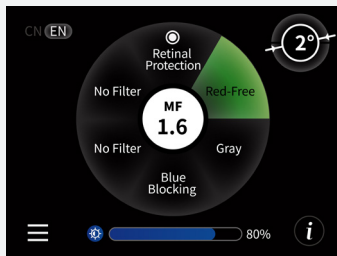 CN EN
2°
Retinal
Protection
No Filter
Red-Free
MF
1.6
No Filter
Gray
Blue
Blocking
80%
i